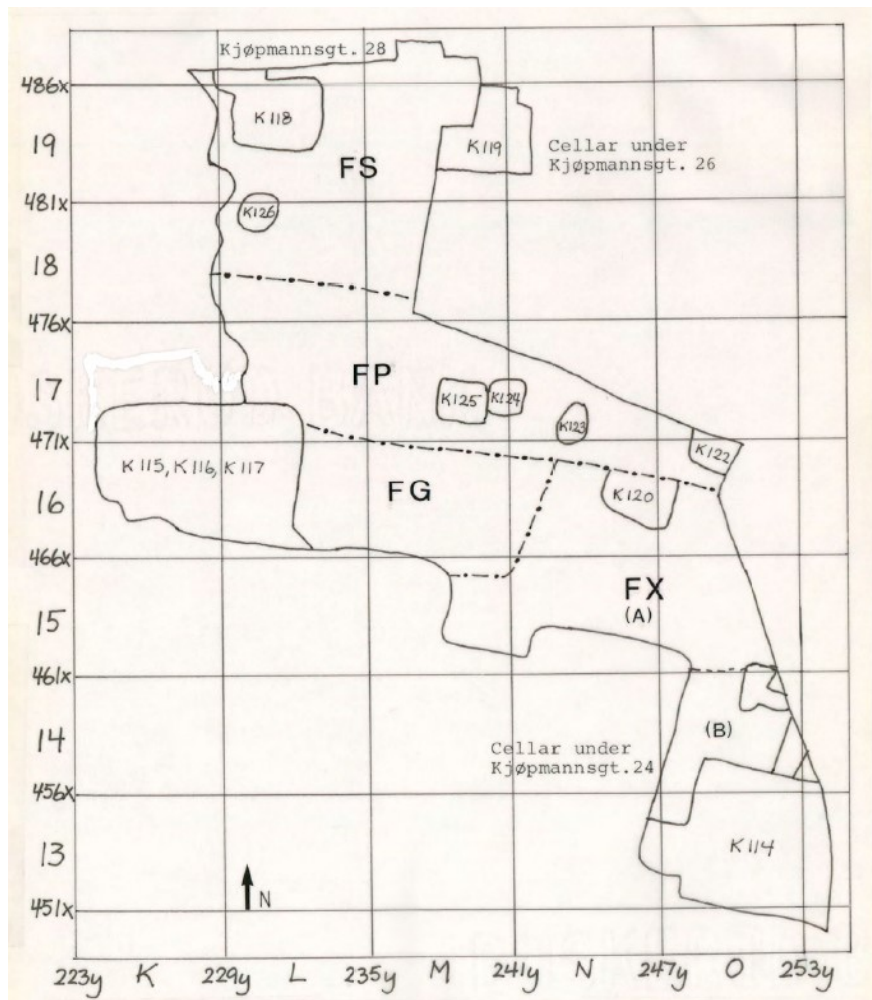 Kjøpmannsgt. 28
486x
K118
19
K119
Cellar under
Kjøpmannsgt. 26
FS
481x
K126
18
476x
17
FP
K125
K124
K123
471x
K122
K115, K116, K117
FG
K120
16
466x
FX
(A)
15
461x
(B)
14
Cellar under
Kjøpmannsgt.24
456x
K114
13
N
451x
223y K 229y L 235y M 241y N 247y O 253y